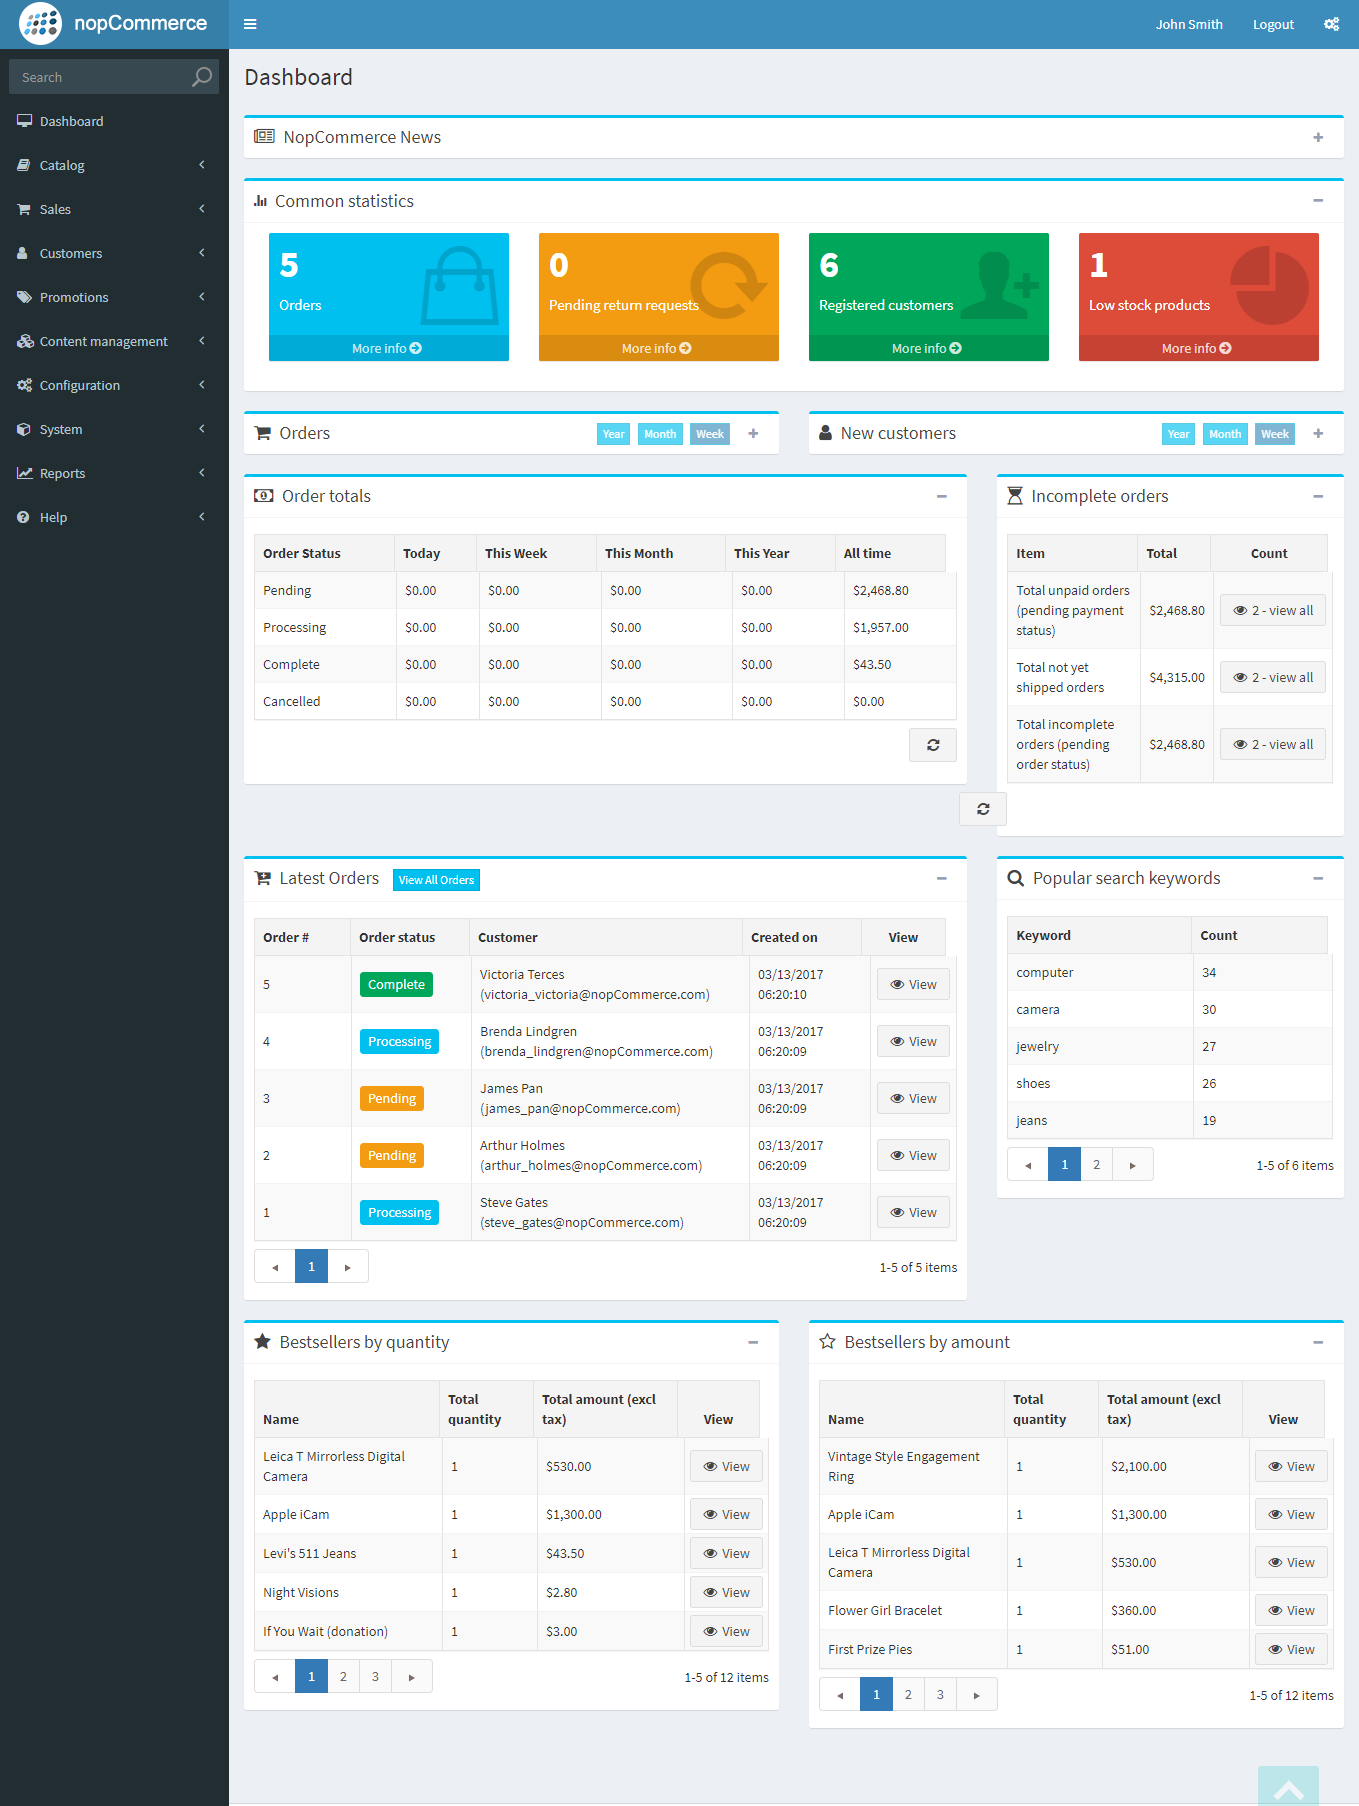 nopCommerce
John Smith Logout
Search
Dashboard
Catalog
Sales
Customers
Promotions
Content management
Configuration
System
Reports
Help
Dashboard
NopCommerce News
Common statistics
5
Orders
More info
0
Pending return requests
More info
6
Registered customers
More info
1
Low stock products
More info
Orders Year Month Week
New customers Year Month Week
Order totals
Order Status Today This Week This Month This Year All time
Pending $0.00 $0.00 $0.00 $0.00 $2,468.80
Processing $0.00 $0.00 $0.00 $0.00 $1,957.00
Complete $0.00 $0.00 $0.00 $0.00 $43.50
Cancelled $0.00 $0.00 $0.00 $0.00 $0.00
Incomplete orders
Item Total Count
Total unpaid orders
(pending payment
status)
$2,468.80 2 - view all
Total not yet
shipped orders
$4,315.00 2 - view all
Total incomplete
orders (pending
order status)
$2,468.80 2 - view all
Latest Orders View All Orders
Order # Order status Customer Created on View
5 Complete Victoria Terces
(victoria_victoria@nopCommerce.com)
03/13/2017
06:20:10
View
4 Processing Brenda Lindgren
(brenda_lindgren@nopCommerce.com)
03/13/2017
06:20:09
View
3 Pending James Pan
(james_pan@nopCommerce.com)
03/13/2017
06:20:09
View
2 Pending Arthur Holmes
(arthur_holmes@nopCommerce.com)
03/13/2017
06:20:09
View
1 Processing Steve Gates
(steve_gates@nopCommerce.com)
03/13/2017
06:20:09
View
1 1-5 of 5 items
Popular search keywords
Keyword Count
computer 34
camera 30
jewelry 27
shoes 26
jeans 19
1 2 1-5 of 6 items
Bestsellers by quantity
Name Total
quantity Total amount (excl
tax) View
Leica T Mirrorless Digital
Camera
1 $530.00 View
Apple iCam 1 $1,300.00 View
Levi's 511 Jeans 1 $43.50 View
Night Visions 1 $2.80 View
If You Wait (donation) 1 $3.00 View
1 2 3 1-5 of 12 items
Bestsellers by amount
Name Total
quantity Total amount (excl
tax) View
Vintage Style Engagement
Ring
1 $2,100.00 View
Apple iCam 1 $1,300.00 View
Leica T Mirrorless Digital
Camera
1 $530.00 View
Flower Girl Bracelet 1 $360.00 View
First Prize Pies 1 $51.00 View
1 2 3 1-5 of 12 items